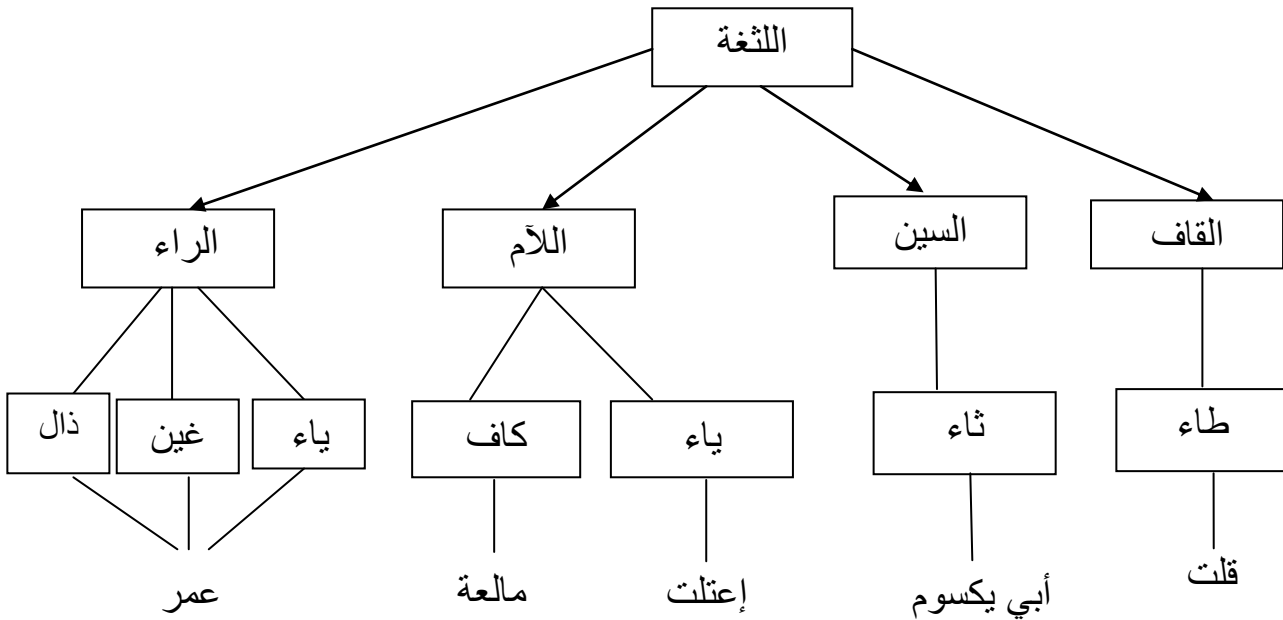 اللثغة
القاف
السين
اللآم
الراء
طاء
ثاء
ياء
كاف
ياء
غين
ذال
قلت
أبي يكسوم
إعتلت
مالعة
عمر